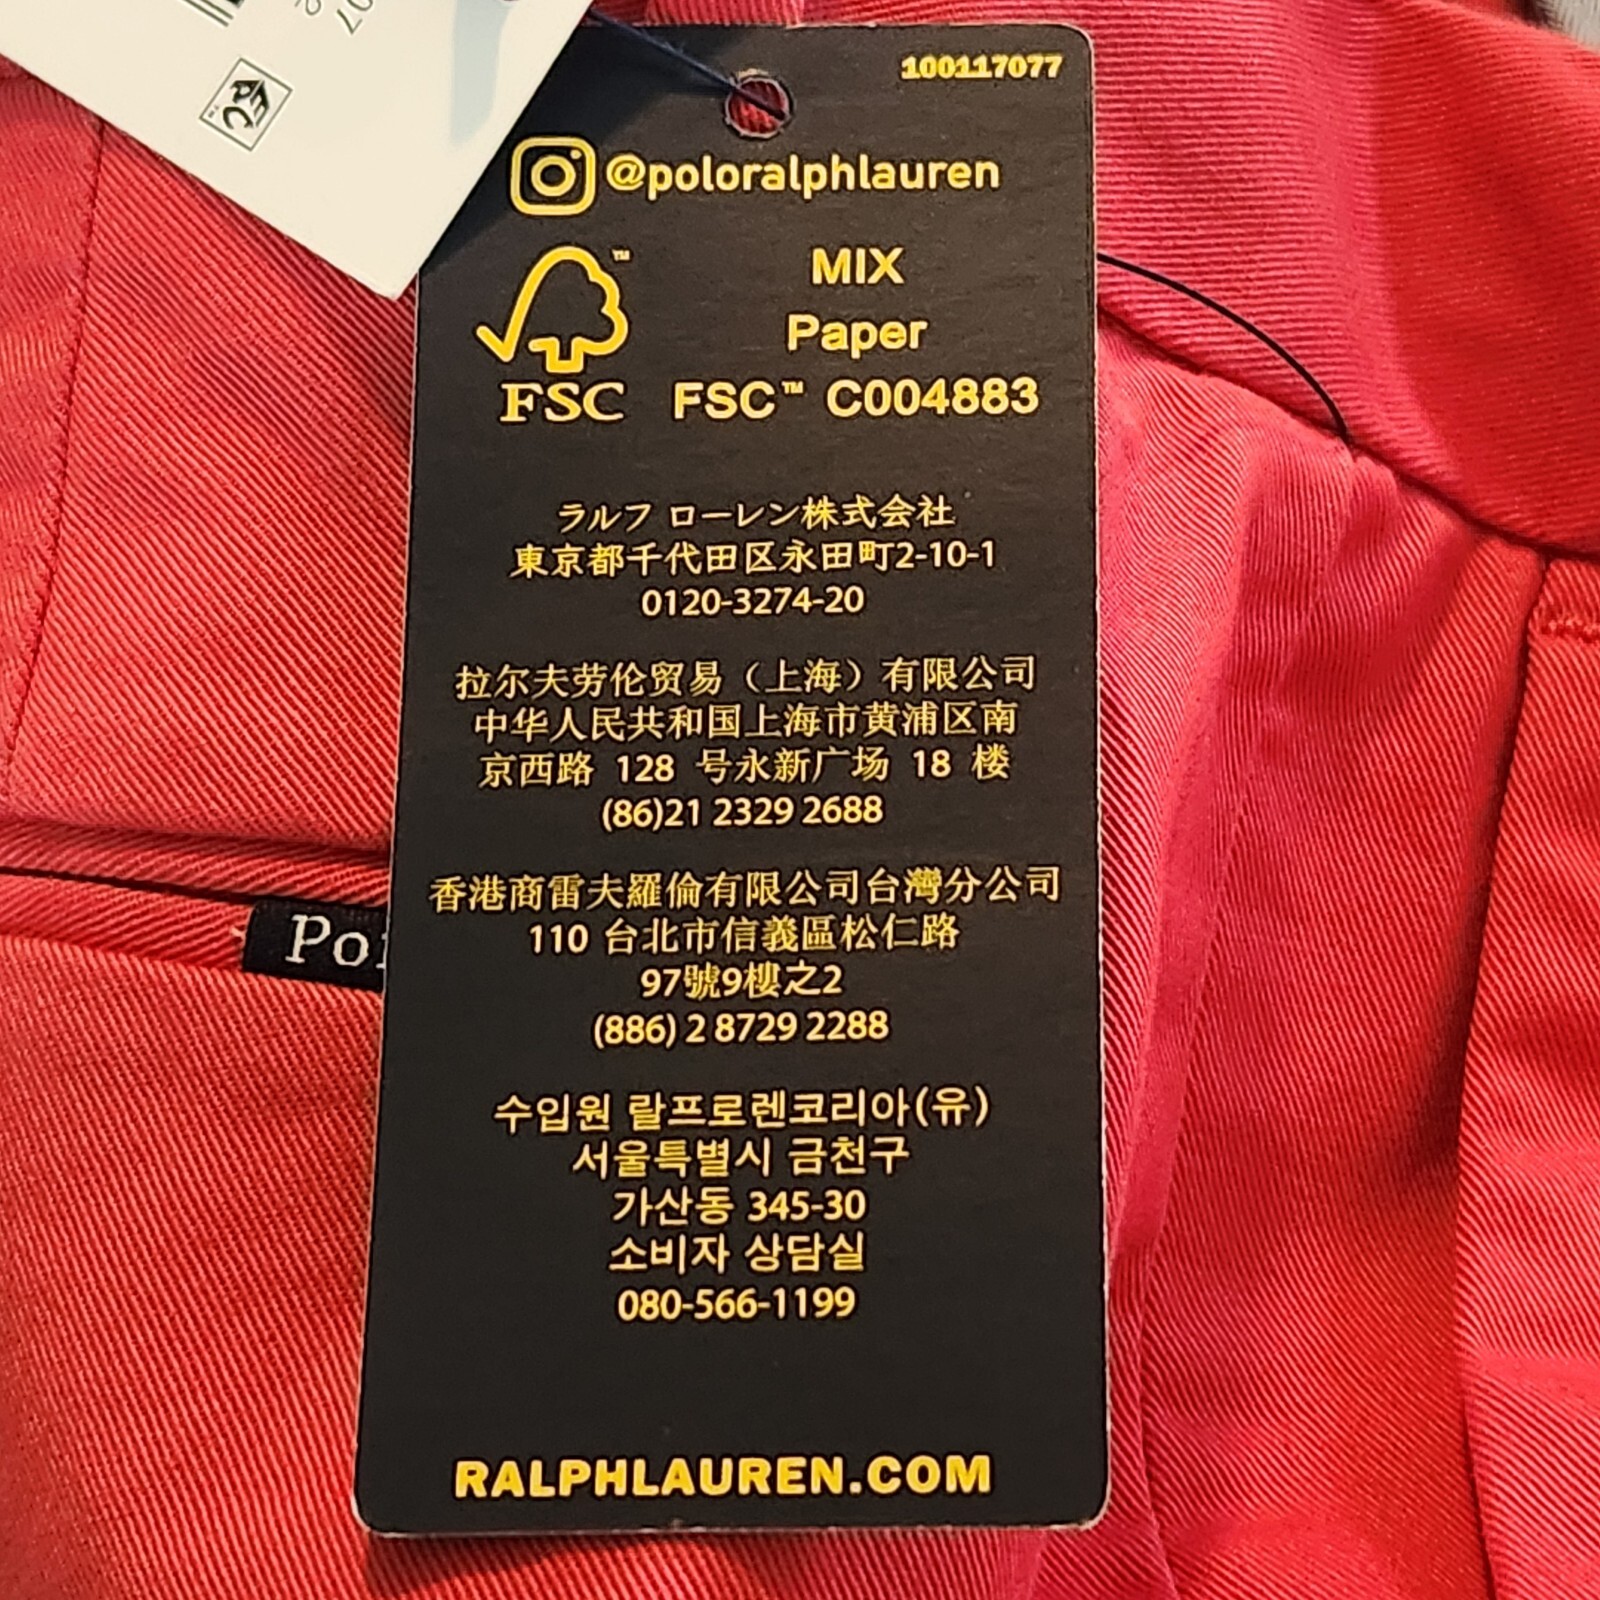 100117077
@poloralphlauren
MIX
Paper
FSC™ C004883
FSC
ラルフ ローレン株式会社
東京都千代田区永田町2-10-1
0120-3274-20
拉尔夫劳伦贸易（上海）有限公司
中华人民共和国上海市黄浦区南
京西路 128 号永新广场 18 楼
(86)21 2329 2688
香港商雷夫羅倫有限公司台灣分公司
110 台北市信義區松仁路
97號9樓之2
(886) 2 8729 2288
수입원 랄프로렌코리아(유)
서울특별시 금천구
가산동 345-30
소비자 상담실
080-566-1199
RALPHLAUREN.COM